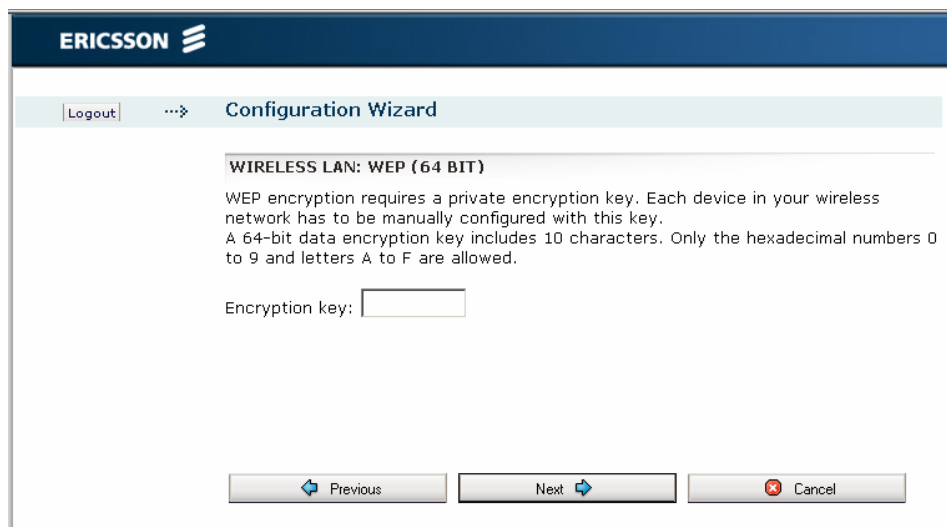 ERICSSON
Logout
Configuration Wizard
WIRELESS LAN: WEP (64 BIT)
WEP encryption requires a private encryption key. Each device in your wireless
network has to be manually configured with this key.
A 64-bit data encryption key includes 10 characters. Only the hexadecimal numbers 0
to 9 and letters A to F are allowed.
Encryption key:
Previous
Next
Cancel